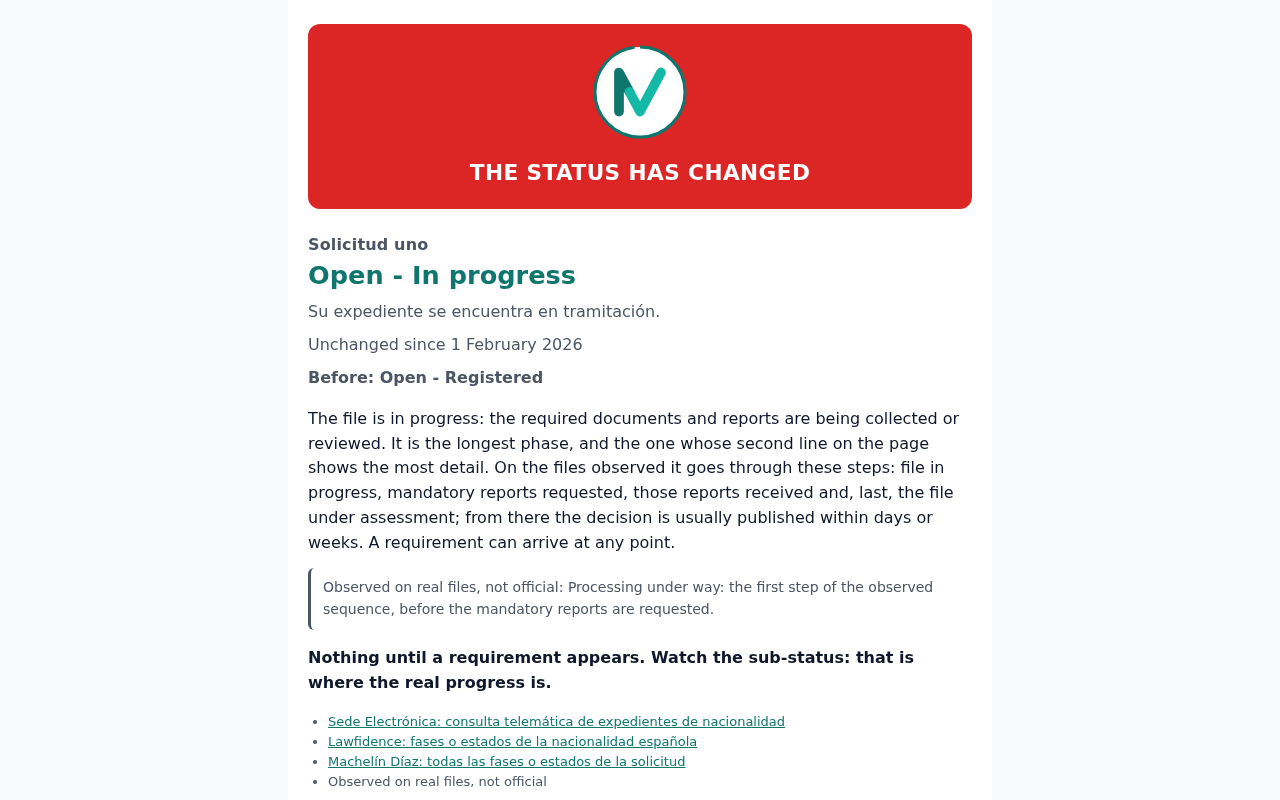 THE STATUS HAS CHANGED
Solicitud uno
Open - In progress
Su expediente se encuentra en tramitación.
Unchanged since 1 February 2026
Before: Open - Registered
The file is in progress: the required documents and reports are being collected or
reviewed. It is the longest phase, and the one whose second line on the page
shows the most detail. On the files observed it goes through these steps: file in
progress, mandatory reports requested, those reports received and, last, the file
under assessment; from there the decision is usually published within days or
weeks. A requirement can arrive at any point.
Observed on real files, not official: Processing under way: the first step of the observed
sequence, before the mandatory reports are requested.
Nothing until a requirement appears. Watch the sub-status: that is
where the real progress is.
• Sede Electrónica: consulta telemática de expedientes de nacionalidad
• Lawfidence: fases o estados de la nacionalidad española
• Machelín Díaz: todas las fases o estados de la solicitud
• Observed on real files, not official